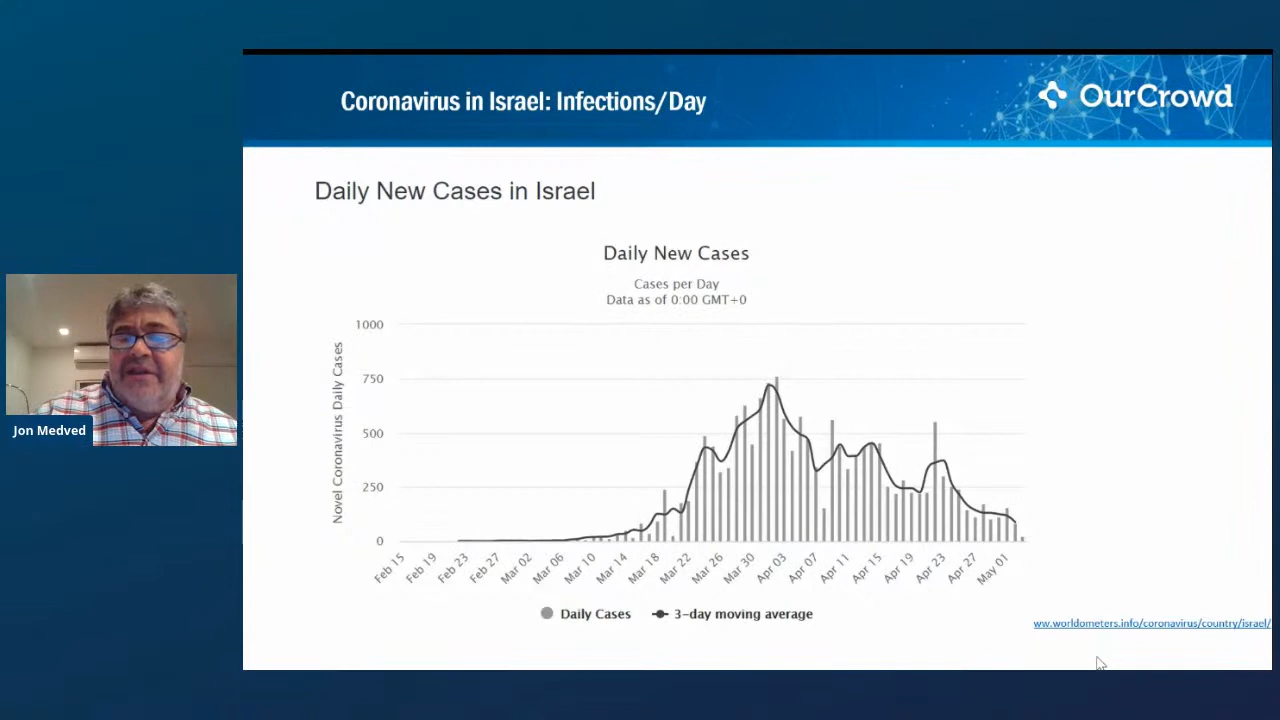 Coronavirus in Israel: Infections/Day
OurCrowd
Daily New Cases in Israel
Daily New Cases
Cases per Day
Data as of 0:00 GMT+0
Novel Coronavirus Daily Cases
1000
750
500
250
0
Feb 15
Feb 19
Feb 23
Feb 27
Mar 02
Mar 06
Mar 10
Mar 14
Mar 18
Mar 22
Mar 26
Mar 30
Apr 03
Apr 07
Apr 11
Apr 15
Apr 19
Apr 23
Apr 27
May 01
Daily Cases
3-day moving average
ww.worldometers.info/coronavirus/country/israel/
Jon Medved